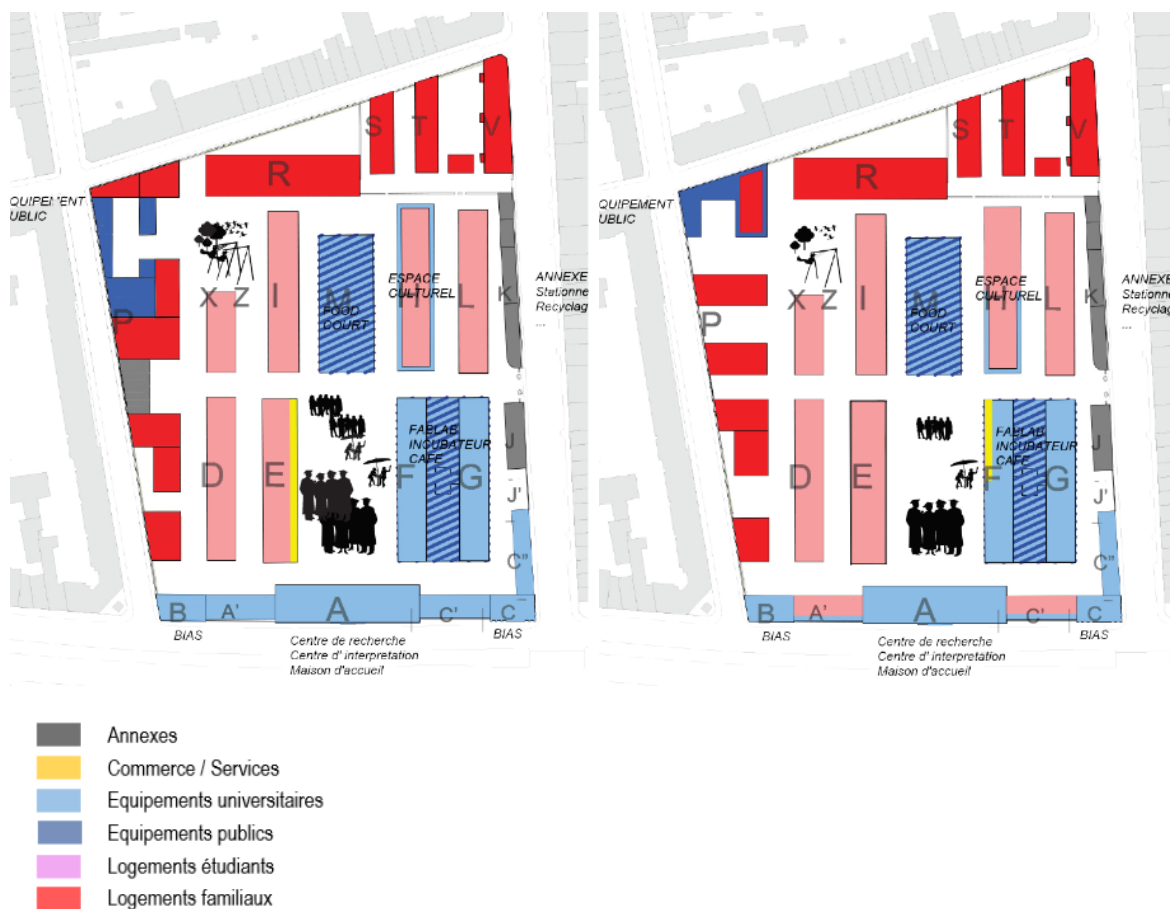 S T V
R
QUIPEMENT
UBLIC
X Z I M H L K
ESPACE
CULTUREL
FOOD
COURT
ANNEXE
Stationne
Recyclag
...
P
FABLAB
INCUBATEUR
CAFE
J
D E F G
J'
C
B A' A C' C
BIAS
BIAS
Centre de recherche
Centre d' interpretation
Maison d'accueil
S T V
R
QUIPEMENT
UBLIC
X Z I M H L K
ESPACE
CULTUREL
FOOD
COURT
ANNEXE
Stationne
Recyclag
...
P
FABLAB
INCUBATEUR
CAFE
J
D E F G
J'
C
B A' A C' C
BIAS
BIAS
Centre de recherche
Centre d' interpretation
Maison d'accueil
Annexes
Commerce / Services
Equipements universitaires
Equipements publics
Logements étudiants
Logements familiaux